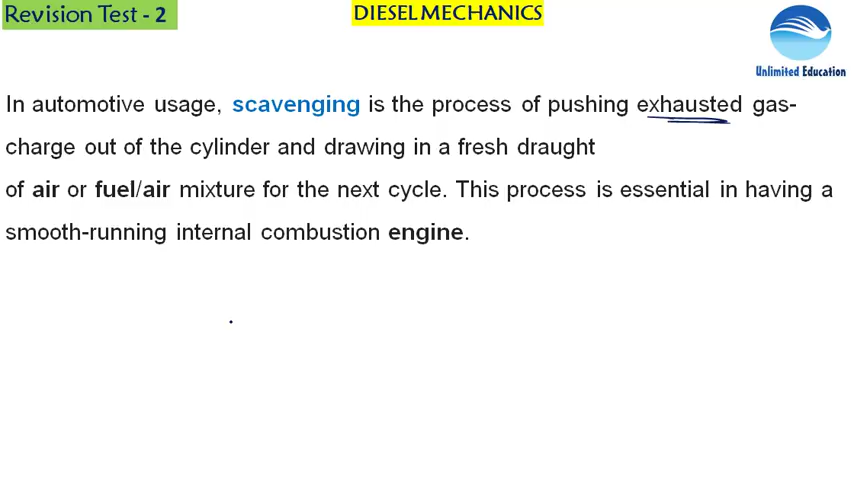 Revision Test - 2
DIESEL MECHANICS
Unlimited Education
In automotive usage, scavenging is the process of pushing exhausted gas-
charge out of the cylinder and drawing in a fresh draught
of air or fuel/air mixture for the next cycle. This process is essential in having a
smooth-running internal combustion engine.